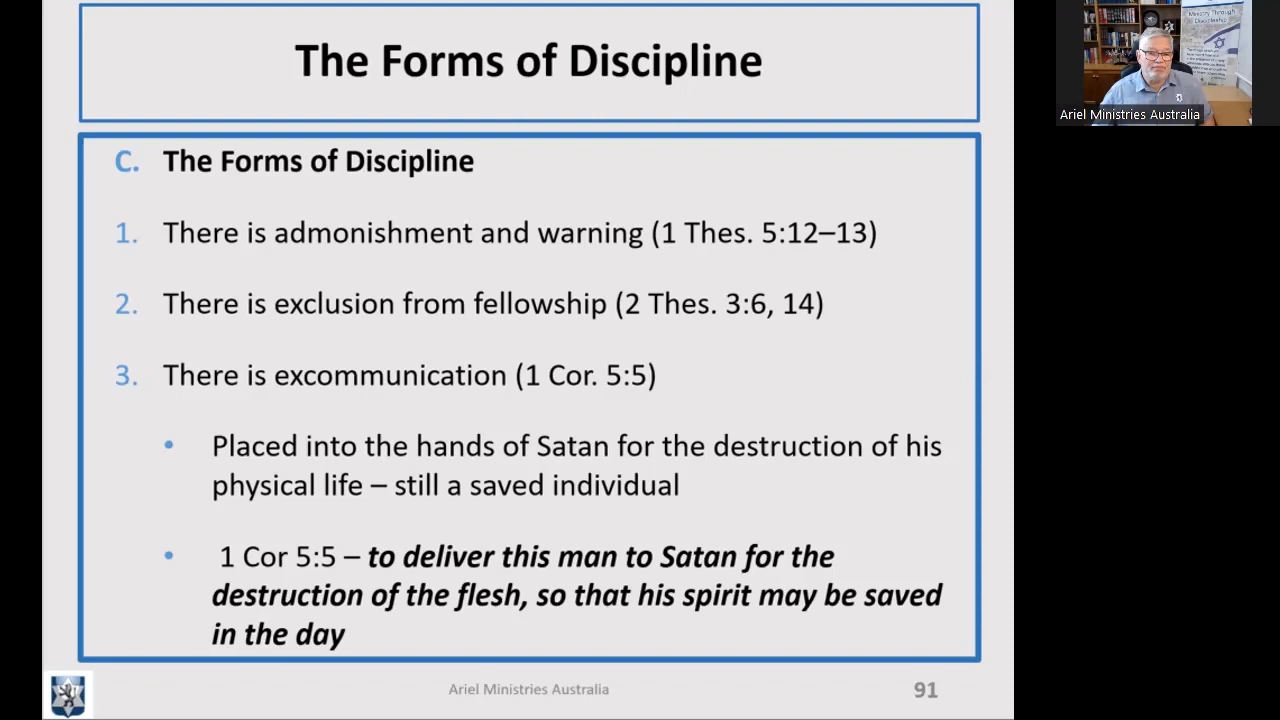 The Forms of Discipline
C. The Forms of Discipline
1. There is admonishment and warning (1 Thes. 5:12–13)
2. There is exclusion from fellowship (2 Thes. 3:6, 14)
3. There is excommunication (1 Cor. 5:5)
• Placed into the hands of Satan for the destruction of his
physical life – still a saved individual
• 1 Cor 5:5 – to deliver this man to Satan for the
destruction of the flesh, so that his spirit may be saved
in the day
Ariel Ministries Australia
91
Ministry Through
Discipleship
Ariel Ministries Australia